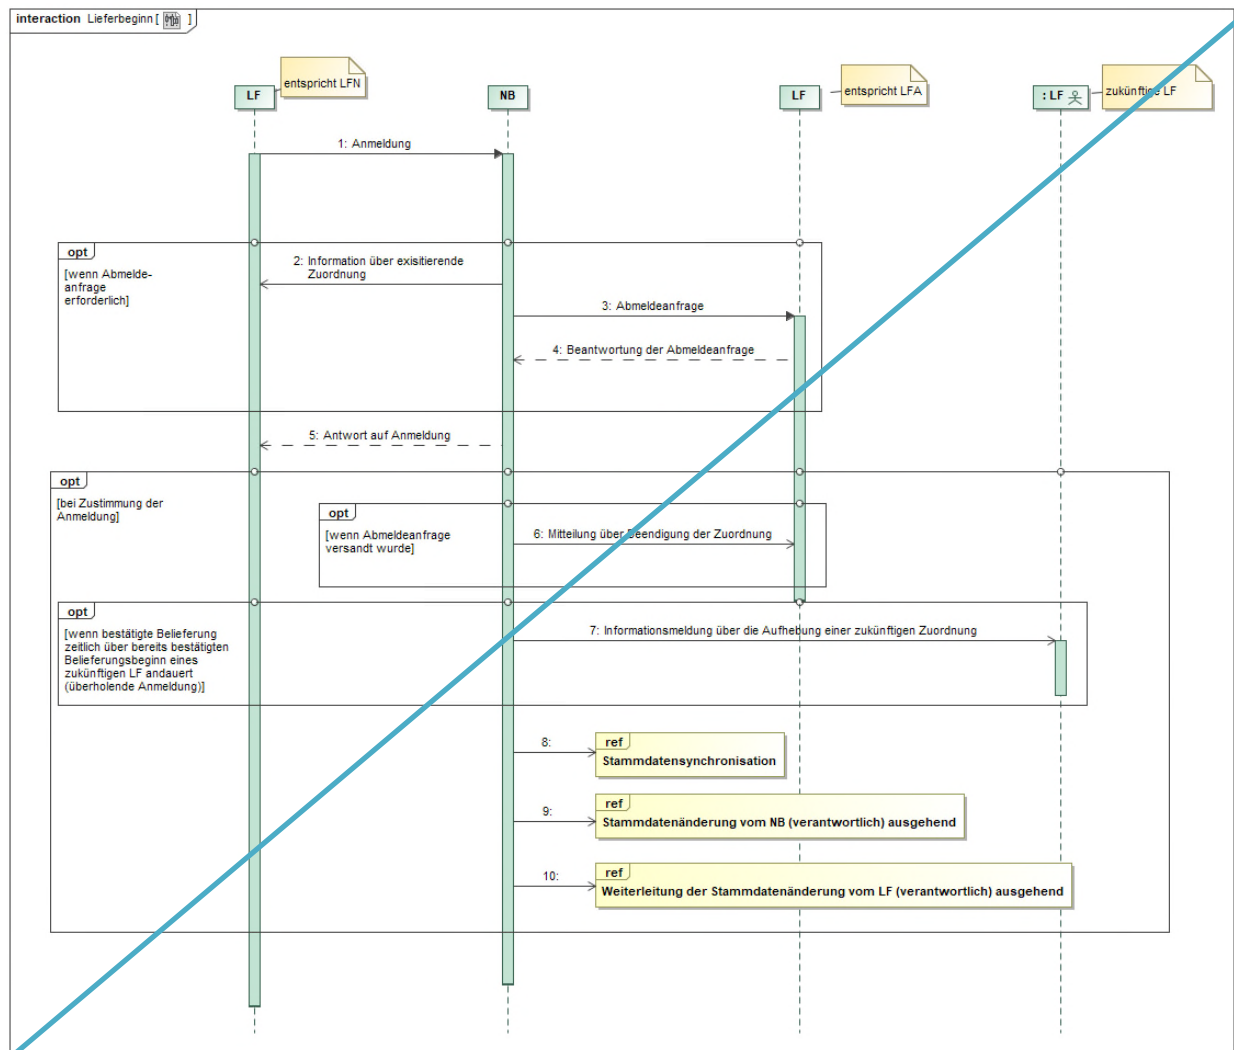 interaction Lieferbeginn [ ]
entspricht LFN
entspricht LFA
zukünftige LF
LF
NB
LF
:LF
1: Anmeldung
opt
[wenn Abmelde-
anfrage
erforderlich]
2: Information über exisitierende
Zuordnung
3: Abmeldeanfrage
4: Beantwortung der Abmeldeanfrage
5: Antwort auf Anmeldung
opt
[bei Zustimmung der
Anmeldung]
opt
[wenn Abmeldeanfrage
versandt wurde]
6: Mitteilung über Beendigung der Zuordnung
opt
[wenn bestätigte Belieferung
zeitlich über bereits bestätigten
Belieferungsbeginn eines
zukünftigen LF andauert
(überholende Anmeldung)]
7: Informationsmeldung über die Aufhebung einer zukünftigen Zuordnung
8:
ref
Stammdatensynchronisation
9:
ref
Stammdatenänderung vom NB (verantwortlich) ausgehend
10:
ref
Weiterleitung der Stammdatenänderung vom LF (verantwortlich) ausgehend